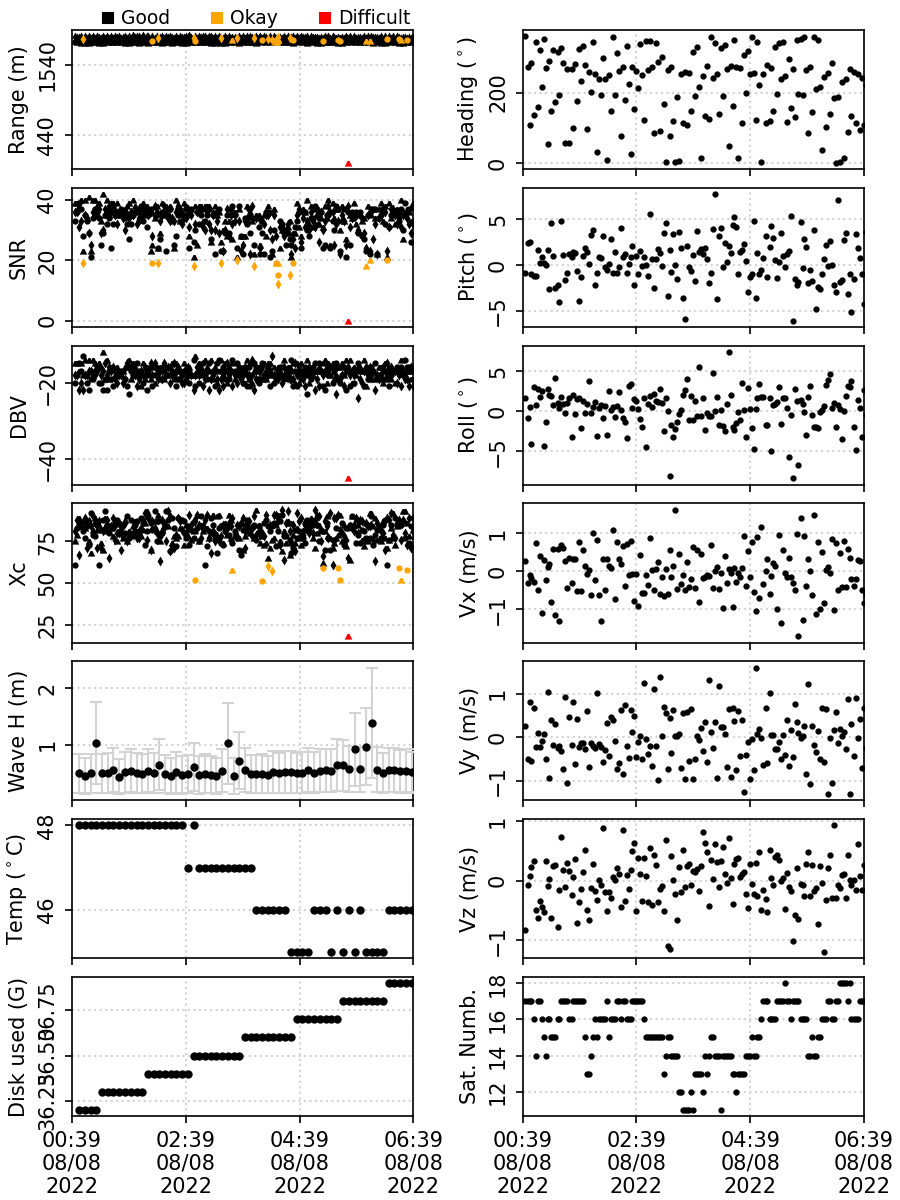 Good Okay Difficult
Range (m)
1540
440
Heading (°)
200
0
SNR
40
20
0
Pitch (°)
5
0
−5
DBV
−20
−40
Roll (°)
5
0
−5
Xc
75
50
25
Vx (m/s)
1
0
−1
Wave H (m)
2
1
Vy (m/s)
1
0
−1
Temp (°C)
48
46
Vz (m/s)
1
0
−1
Disk used (G)
36.75
36.50
36.25
Sat. Numb.
18
16
14
12
00:39 02:39 04:39 06:39
08/08 08/08 08/08 08/08
2022 2022 2022 2022
00:39 02:39 04:39 06:39
08/08 08/08 08/08 08/08
2022 2022 2022 2022